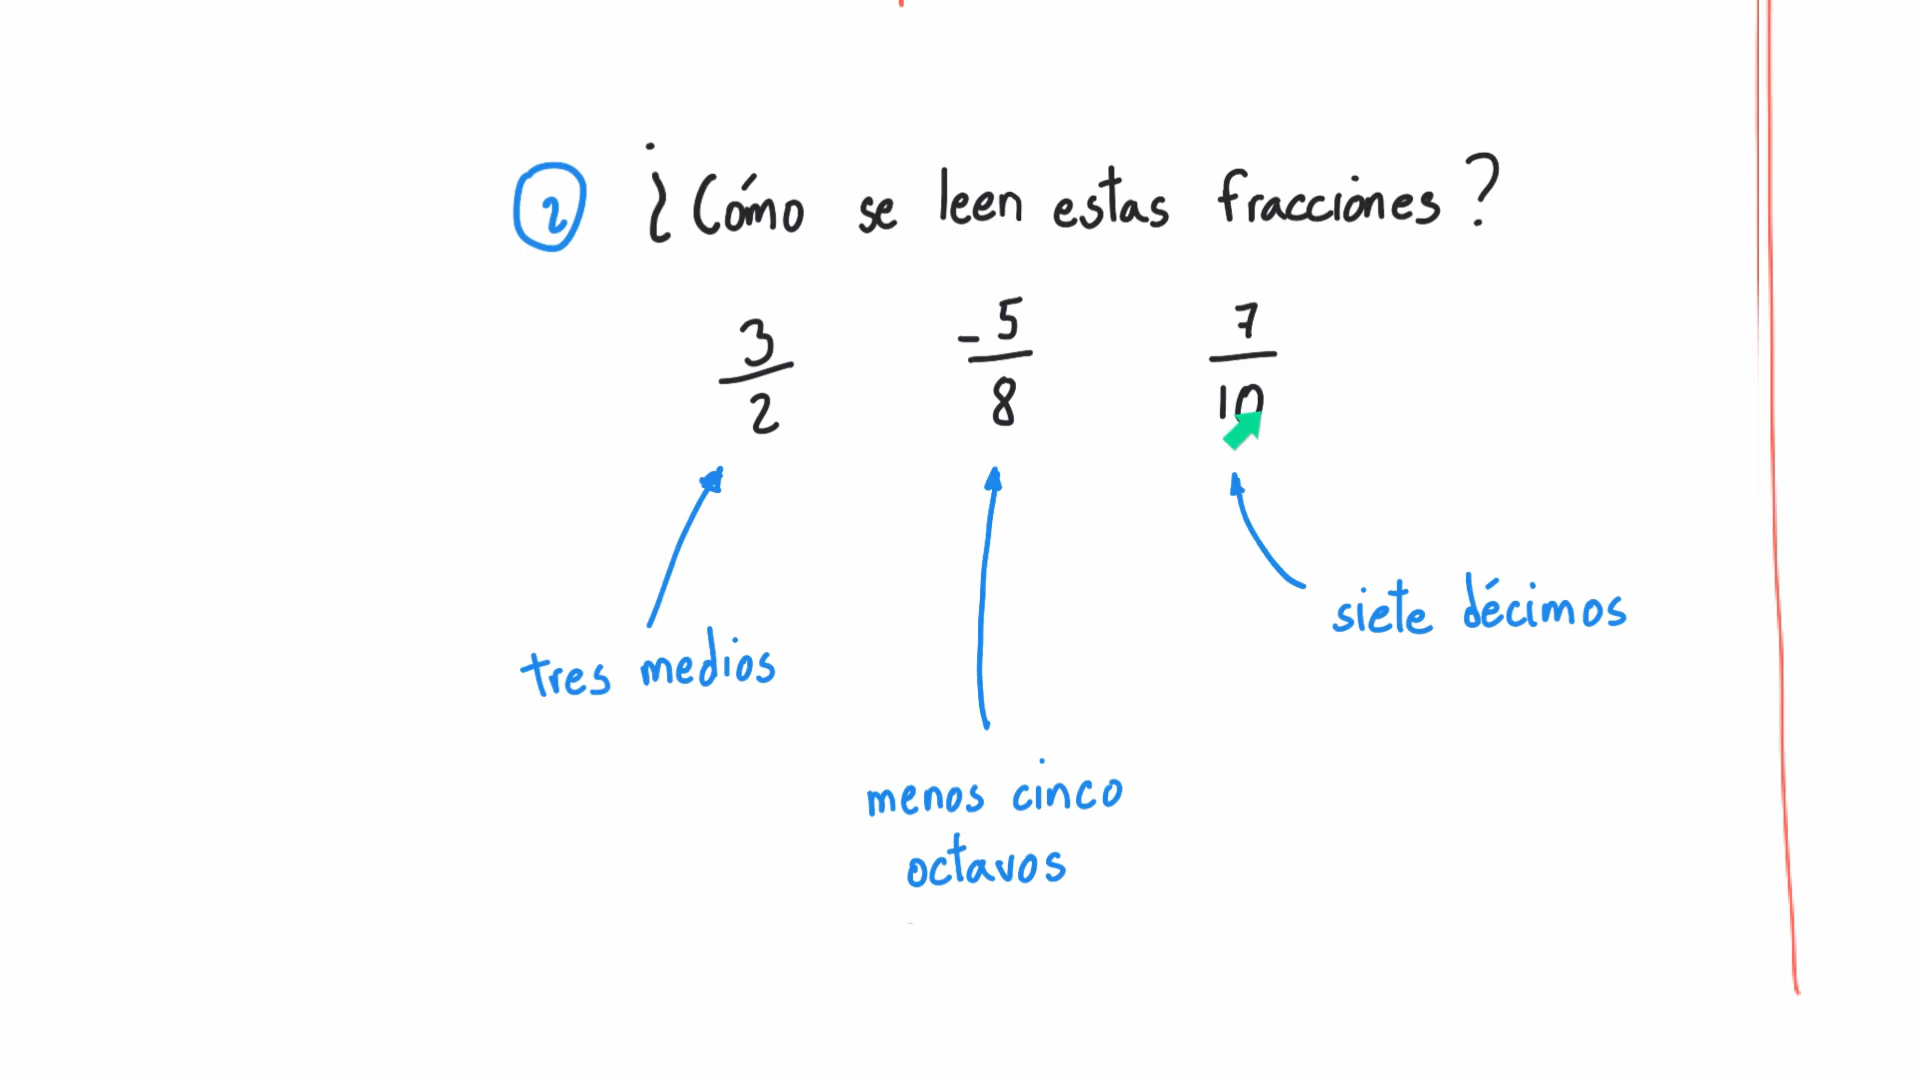 2 ¿Cómo se leen estas fracciones?
3/2 -5/8 7/10
siete décimos
tres medios
menos cinco
octavos